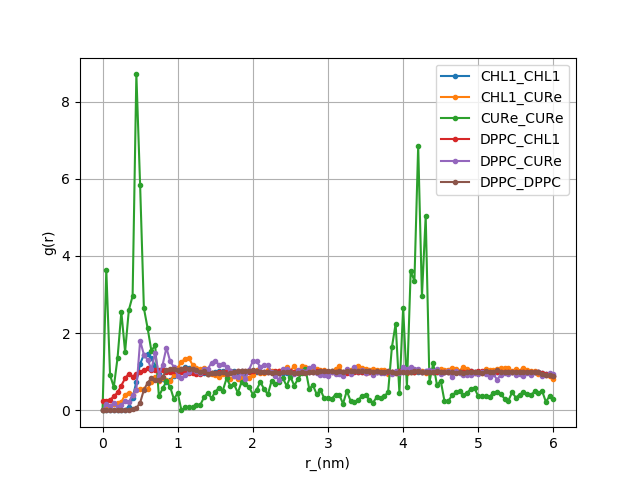 CHL1_CHL1
CHL1_CURe
CURe_CURe
DPPC_CHL1
DPPC_CURe
DPPC_DPPC
8
6
4
2
0
g(r)
0 1 2 3 4 5 6
r_(nm)